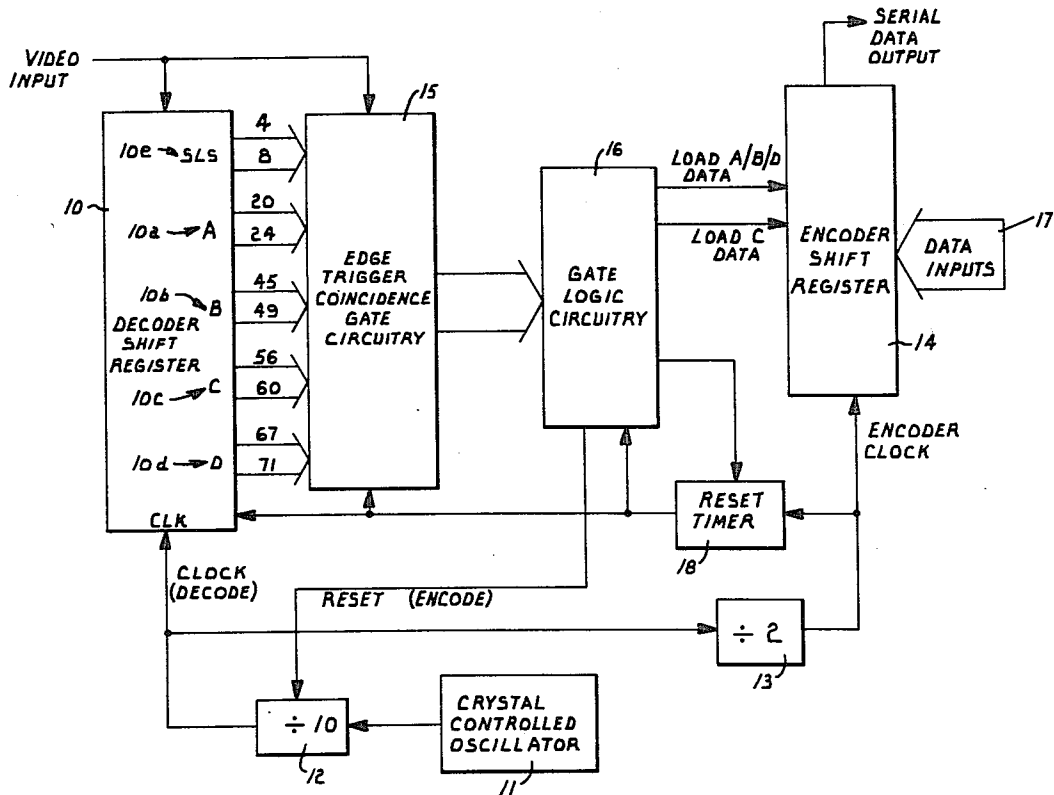 SERIAL
DATA
OUTPUT
VIDEO
INPUT
15
4
10e SLS
8
16
LOAD A/B/D
DATA
10
20
10a A
24
LOAD C
DATA
ENCODER
SHIFT
REGISTER
17
DATA
INPUTS
EDGE
TRIGGER
COINCIDENCE
GATE
CIRCUITRY
GATE
LOGIC
CIRCUITRY
45
10b B
49
DECODER
SHIFT
REGISTER
14
56
10c C
60
67
10d D
71
ENCODER
CLOCK
RESET
TIMER
18
CLK
CLOCK
(DECODE)
RESET (ENCODE)
÷ 2
13
÷ 10
12
CRYSTAL
CONTROLLED
OSCILLATOR
11